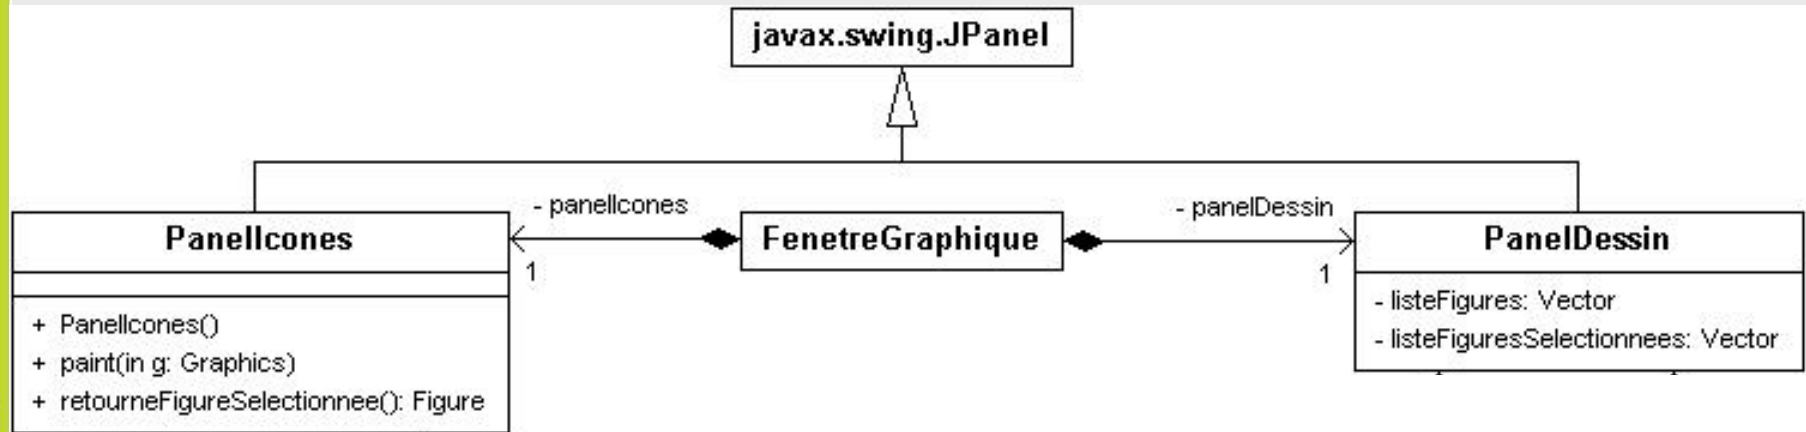 javax.swing.JPanel
- panelIcones
- panelDessin
PanelIcones
FenetreGraphique
PanelDessin
1
1
+ PanelIcones()
+ paint(in g: Graphics)
+ retourneFigureSelectionnee(): Figure
- listeFigures: Vector
- listeFiguresSelectionnees: Vector